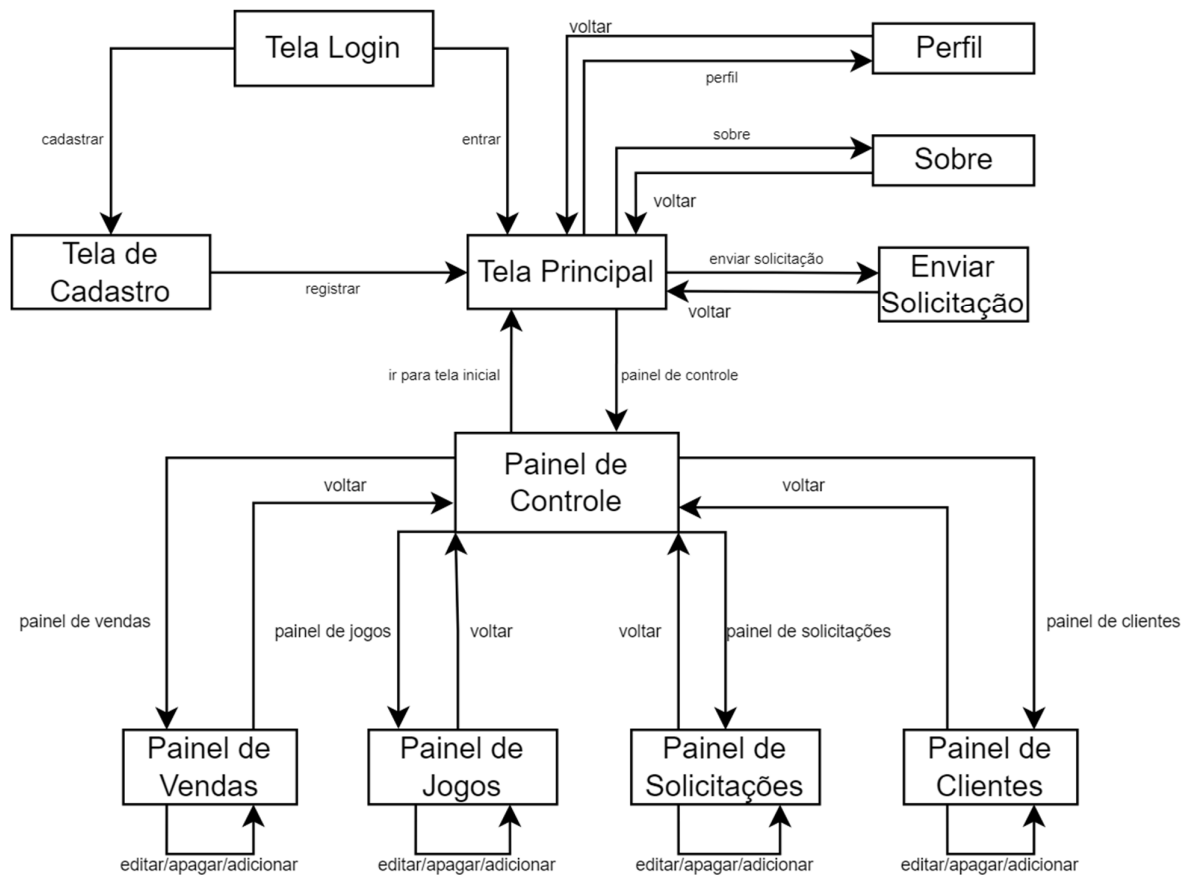 voltar
Tela Login
Perfil
perfil
cadastrar
entrar
sobre
Sobre
voltar
Tela de
Cadastro
Tela Principal
enviar solicitação
Enviar
Solicitação
registrar
voltar
ir para tela inicial
painel de controle
Painel de
Controle
voltar
voltar
painel de vendas
painel de jogos
voltar
voltar
painel de solicitações
painel de clientes
Painel de
Vendas
Painel de
Jogos
Painel de
Solicitações
Painel de
Clientes
editar/apagar/adicionar
editar/apagar/adicionar
editar/apagar/adicionar
editar/apagar/adicionar